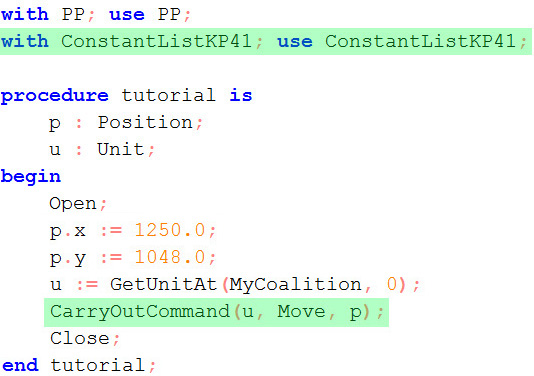 with PP; use PP;
with ConstantListKP41; use ConstantListKP41;
procedure tutorial is
p : Position;
u : Unit;
begin
Open;
p.x := 1250.0;
p.y := 1048.0;
u := GetUnitAt(MyCoalition, 0);
CarryOutCommand(u, Move, p);
Close;
end tutorial;